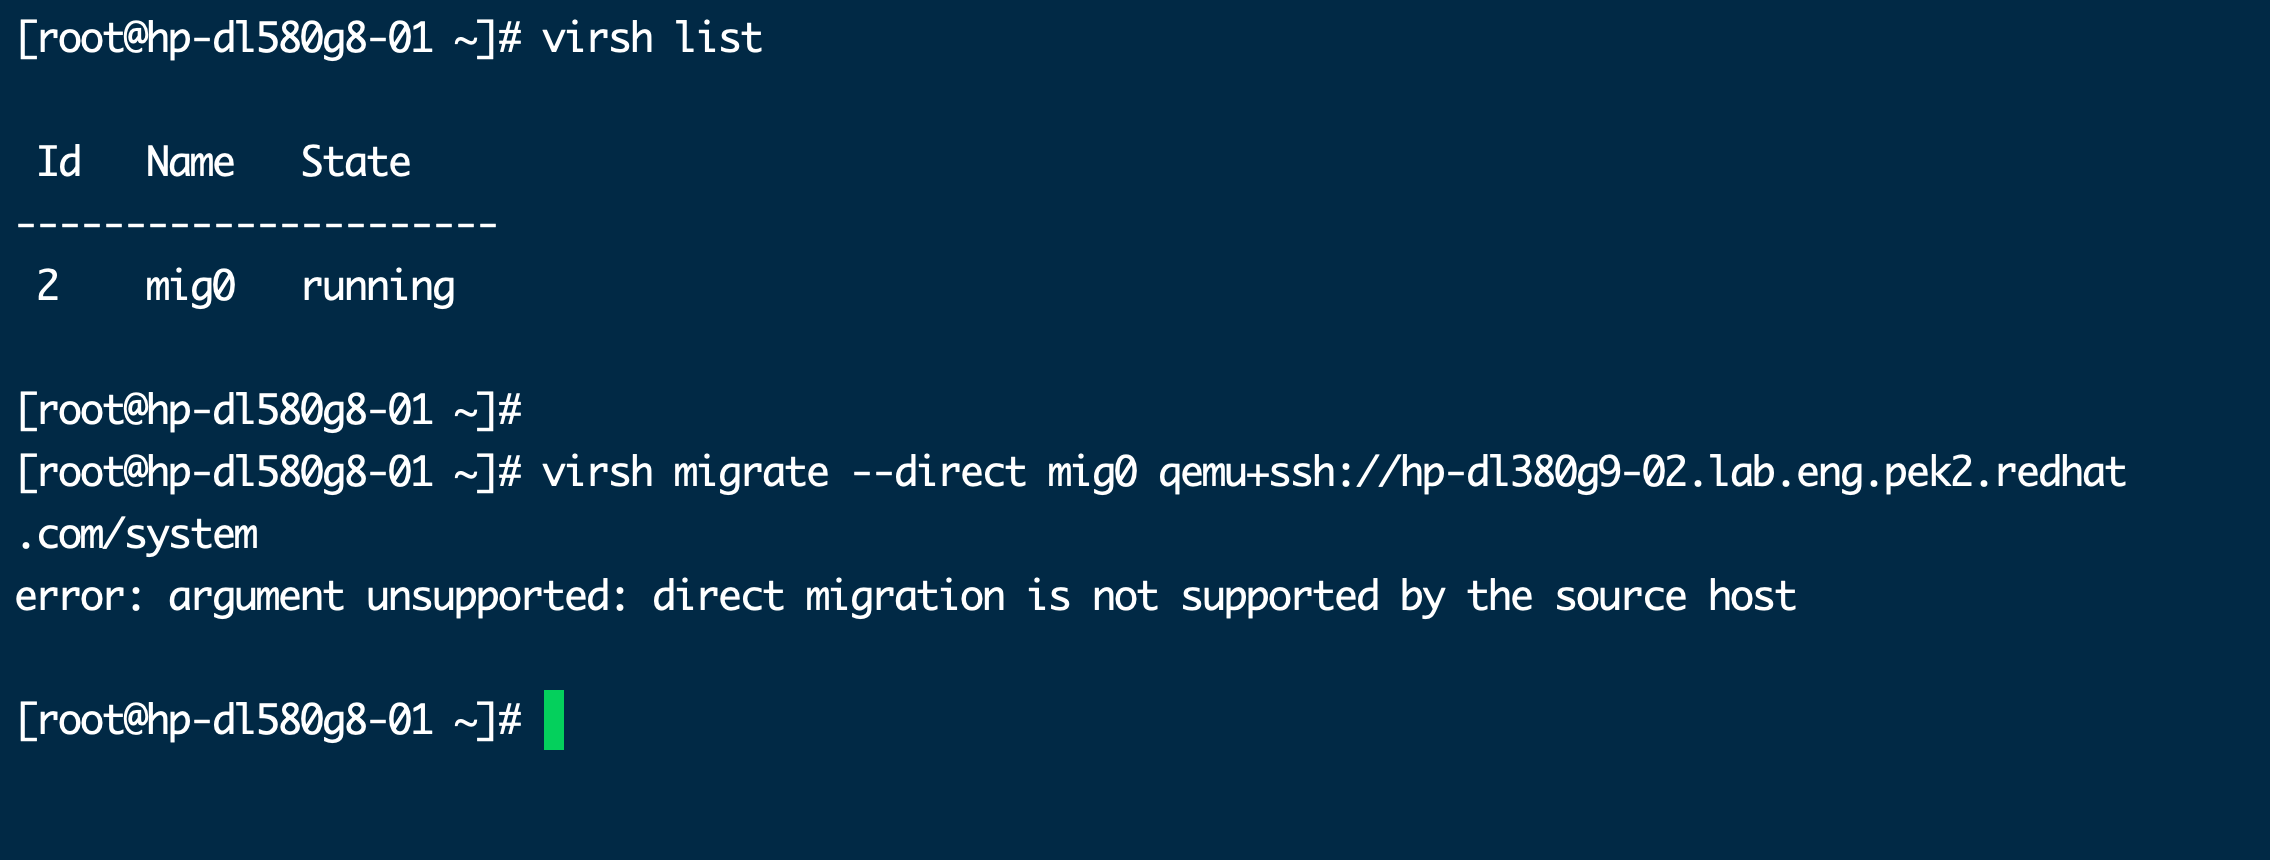 [root@hp-dl580g8-01 ~]# virsh list
Id   Name   State
----------------------
2    mig0   running
[root@hp-dl580g8-01 ~]#
[root@hp-dl580g8-01 ~]# virsh migrate --direct mig0 qemu+ssh://hp-dl380g9-02.lab.eng.pek2.redhat
.com/system
error: argument unsupported: direct migration is not supported by the source host
[root@hp-dl580g8-01 ~]#